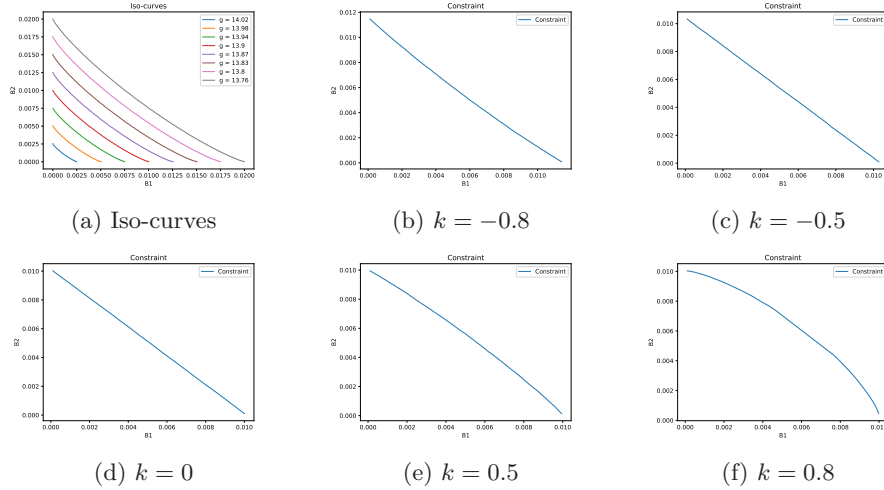 Iso-curves
0.0200
0.0175
0.0150
0.0125
0.0100
0.0075
0.0050
0.0025
0.0000
B2
g = 14.02
g = 13.98
g = 13.94
g = 13.9
g = 13.87
g = 13.83
g = 13.8
g = 13.76
0.0000 0.0025 0.0050 0.0075 0.0100 0.0125 0.0150 0.0175 0.0200
B1
(a) Iso-curves
Constraint
Constraint
0.012
0.010
0.008
0.006
0.004
0.002
0.000
B2
0.000 0.002 0.004 0.006 0.008 0.010
B1
(b) k = −0.8
Constraint
Constraint
0.010
0.008
0.006
0.004
0.002
0.000
B2
0.000 0.002 0.004 0.006 0.008 0.010
B1
(c) k = −0.5
Constraint
Constraint
0.010
0.008
0.006
0.004
0.002
0.000
B2
0.000 0.002 0.004 0.006 0.008 0.010
B1
(d) k = 0
Constraint
Constraint
0.010
0.008
0.006
0.004
0.002
0.000
B2
0.000 0.002 0.004 0.006 0.008 0.010
B1
(e) k = 0.5
Constraint
Constraint
0.010
0.008
0.006
0.004
0.002
0.000
B2
0.000 0.002 0.004 0.006 0.008 0.010
B1
(f) k = 0.8